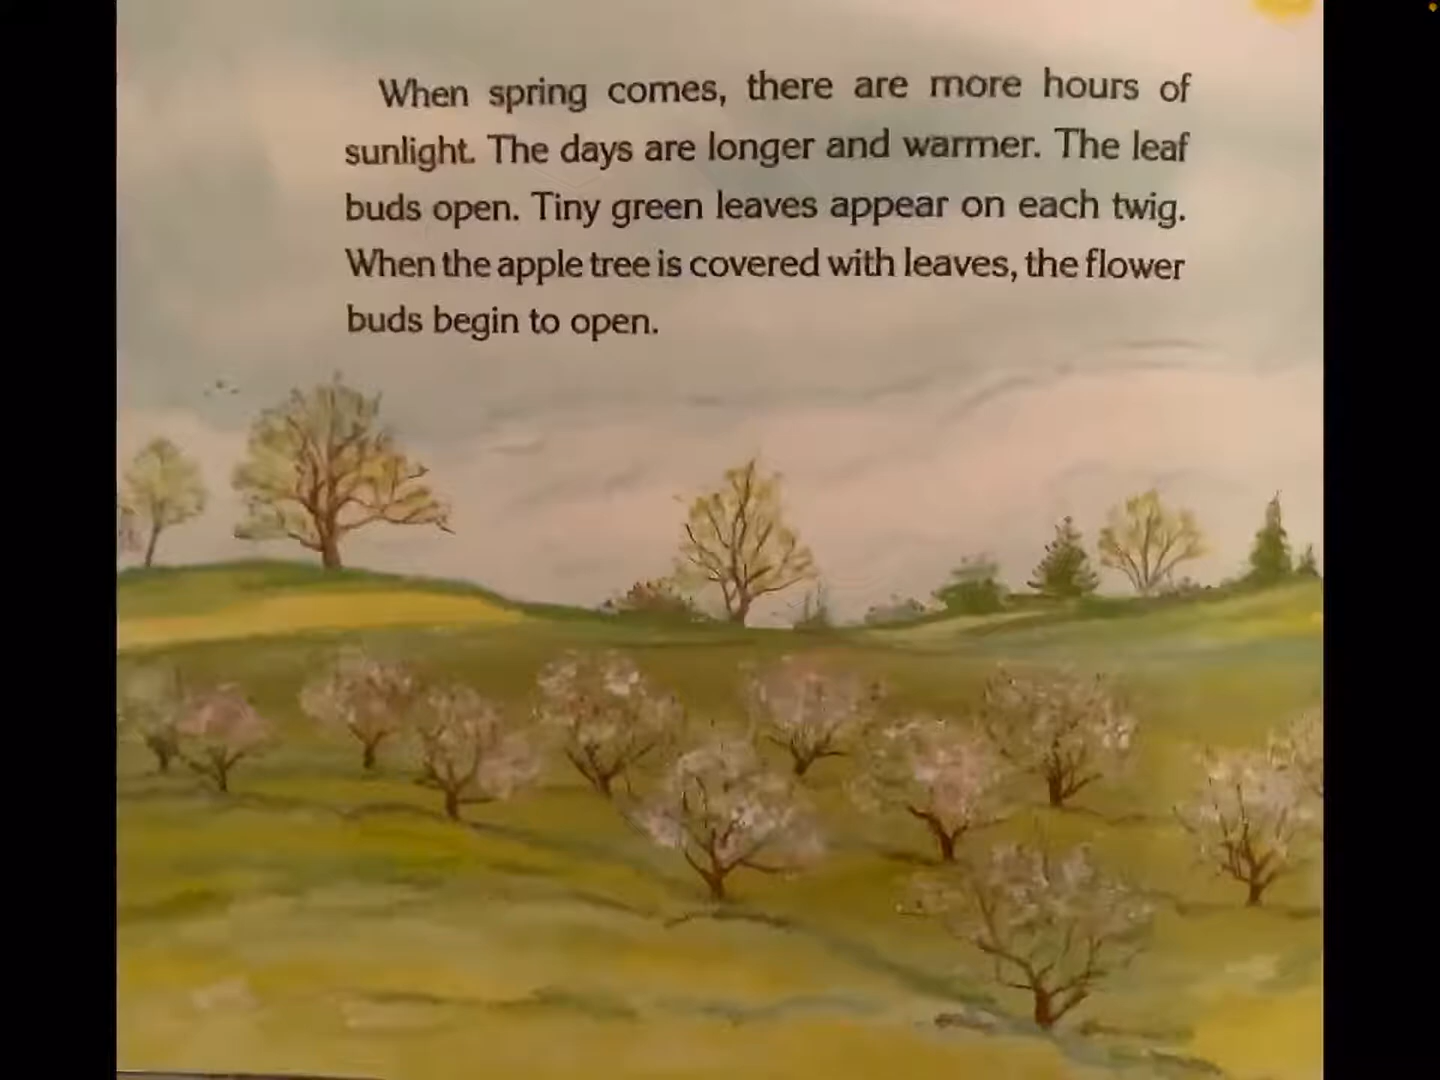 When spring comes, there are more hours of
sunlight. The days are longer and warmer. The leaf
buds open. Tiny green leaves appear on each twig.
When the apple tree is covered with leaves, the flower
buds begin to open.